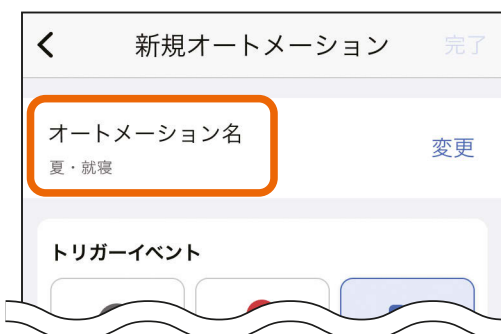 新規オートメーション 完了
オートメーション名
変更
夏・就寝
トリガーイベント